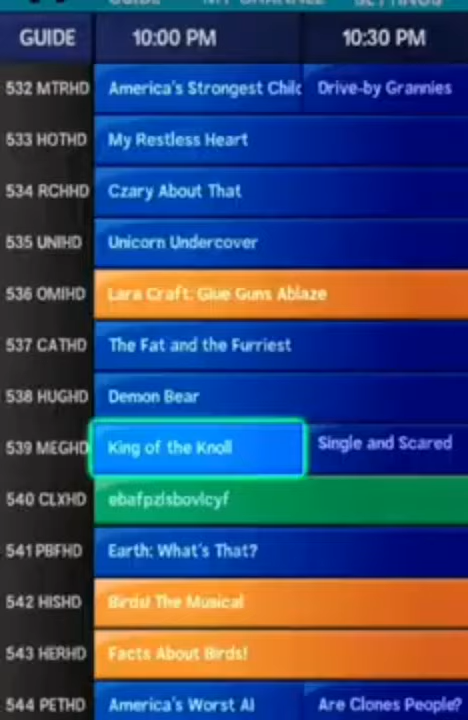 GUIDE MY CHANNEL SETTINGS
GUIDE 10:00 PM 10:30 PM
532 MTRHD America's Strongest Chil Drive-by Grannies
533 HOTHD My Restless Heart
534 RCHHD Czary About That
535 UNIHD Unicorn Undercover
536 OMIHD Lara Craft: Glue Guns Ablaze
537 CATHD The Fat and the Furriest
538 HUGHD Demon Bear
539 MEGHD King of the Knoll Single and Scared
540 CLXHD ebafpzlsbovlcyf
541 PBFHD Earth: What's That?
542 HISHD Birds! The Musical
543 HERHD Facts About Birds!
544 PETHD America's Worst AI Are Clones People?